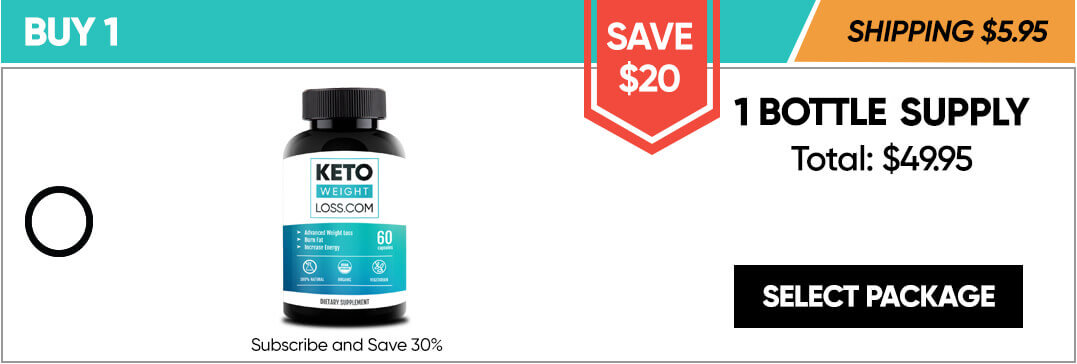 BUY 1
SAVE
$20
SHIPPING $5.95
1 BOTTLE SUPPLY
Total: $49.95
KETO
WEIGHT
LOSS.COM
Advanced Weight Loss
Burn Fat
Increase Energy
60
capsules
100% NATURAL
ORGANIC
VEGETARIAN
DIETARY SUPPLEMENT
SELECT PACKAGE
Subscribe and Save 30%